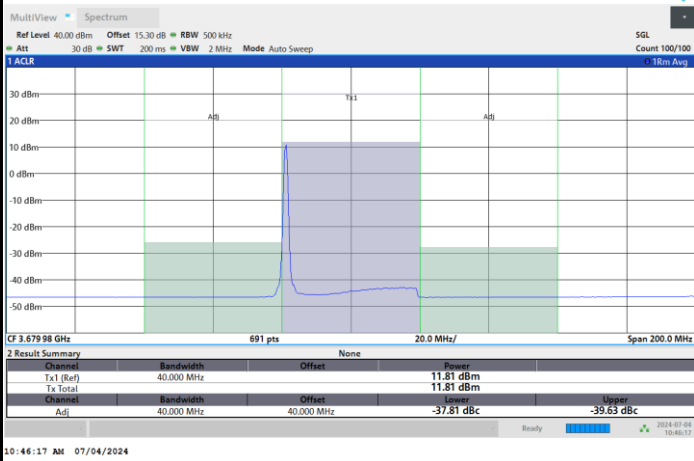 MultiView Spectrum
Ref Level 40.00 dBm Offset 15.30 dB RBW 500 kHz SGL
Att 30 dB SWT 200 ms VBW 2 MHz Mode Auto Sweep Count 100/100
1 ACLR 1Rm Avg
30 dBm
Tx1
20 dBm Adj Adj
10 dBm
0 dBm
-10 dBm
-20 dBm
-30 dBm
-40 dBm
-50 dBm
CF 3.67998 GHz 691 pts 20.0 MHz/ Span 200.0 MHz
2 Result Summary None
Channel Bandwidth Offset Power
Tx1 (Ref) 40.000 MHz 11.81 dBm
Tx Total 11.81 dBm
Channel Bandwidth Offset Lower Upper
Adj 40.000 MHz 40.000 MHz -37.81 dBc -39.63 dBc
Ready 2024-07-04
10:46:17
10:46:17 AM 07/04/2024